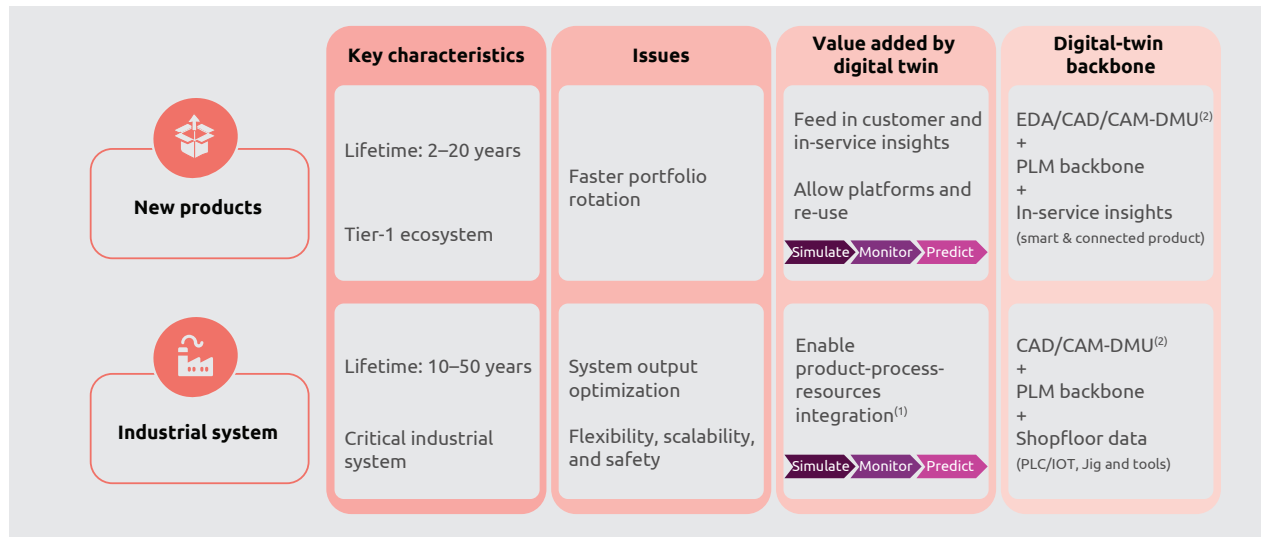 Key characteristics
Issues
Value added by
digital twin
Digital-twin
backbone
New products
Lifetime: 2–20 years
Tier-1 ecosystem
Faster portfolio
rotation
Feed in customer and
in-service insights
Allow platforms and
re-use
Simulate
Monitor
Predict
EDA/CAD/CAM-DMU(2)
+
PLM backbone
+
In-service insights
(smart & connected product)
Industrial system
Lifetime: 10–50 years
Critical industrial
system
System output
optimization
Flexibility, scalability,
and safety
Enable
product-process-
resources
integration(1)
Simulate
Monitor
Predict
CAD/CAM-DMU(2)
+
PLM backbone
+
Shopfloor data
(PLC/IOT, Jig and tools)